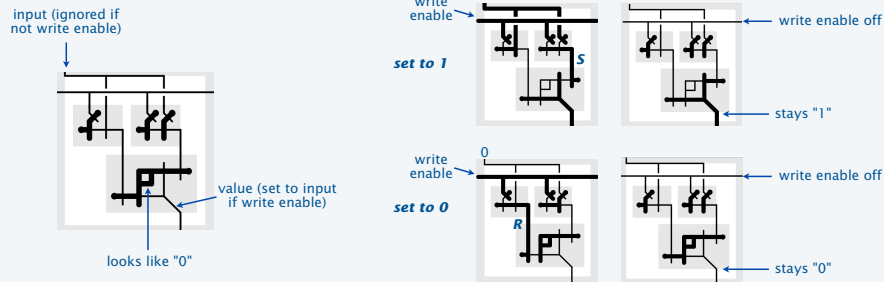 input (ignored if
not write enable)
value (set to input
if write enable)
looks like "0"
write
enable
set to 1
S
write enable off
stays "1"
0
write
enable
set to 0
R
write enable off
stays "0"